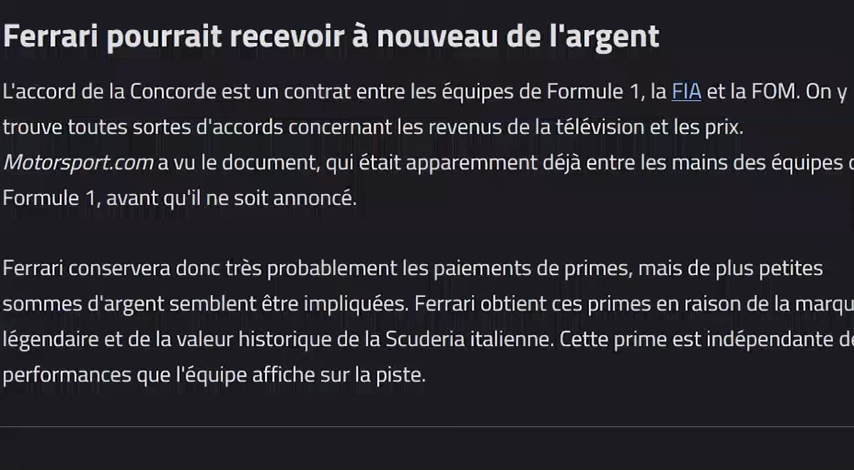 Ferrari pourrait recevoir à nouveau de l'argent
L'accord de la Concorde est un contrat entre les équipes de Formule 1, la FIA et la FOM. On y
trouve toutes sortes d'accords concernant les revenus de la télévision et les prix.
Motorsport.com a vu le document, qui était apparemment déjà entre les mains des équipes
Formule 1, avant qu'il ne soit annoncé.
Ferrari conservera donc très probablement les paiements de primes, mais de plus petites
sommes d'argent semblent être impliquées. Ferrari obtient ces primes en raison de la marqu
légendaire et de la valeur historique de la Scuderia italienne. Cette prime est indépendante
performances que l'équipe affiche sur la piste.